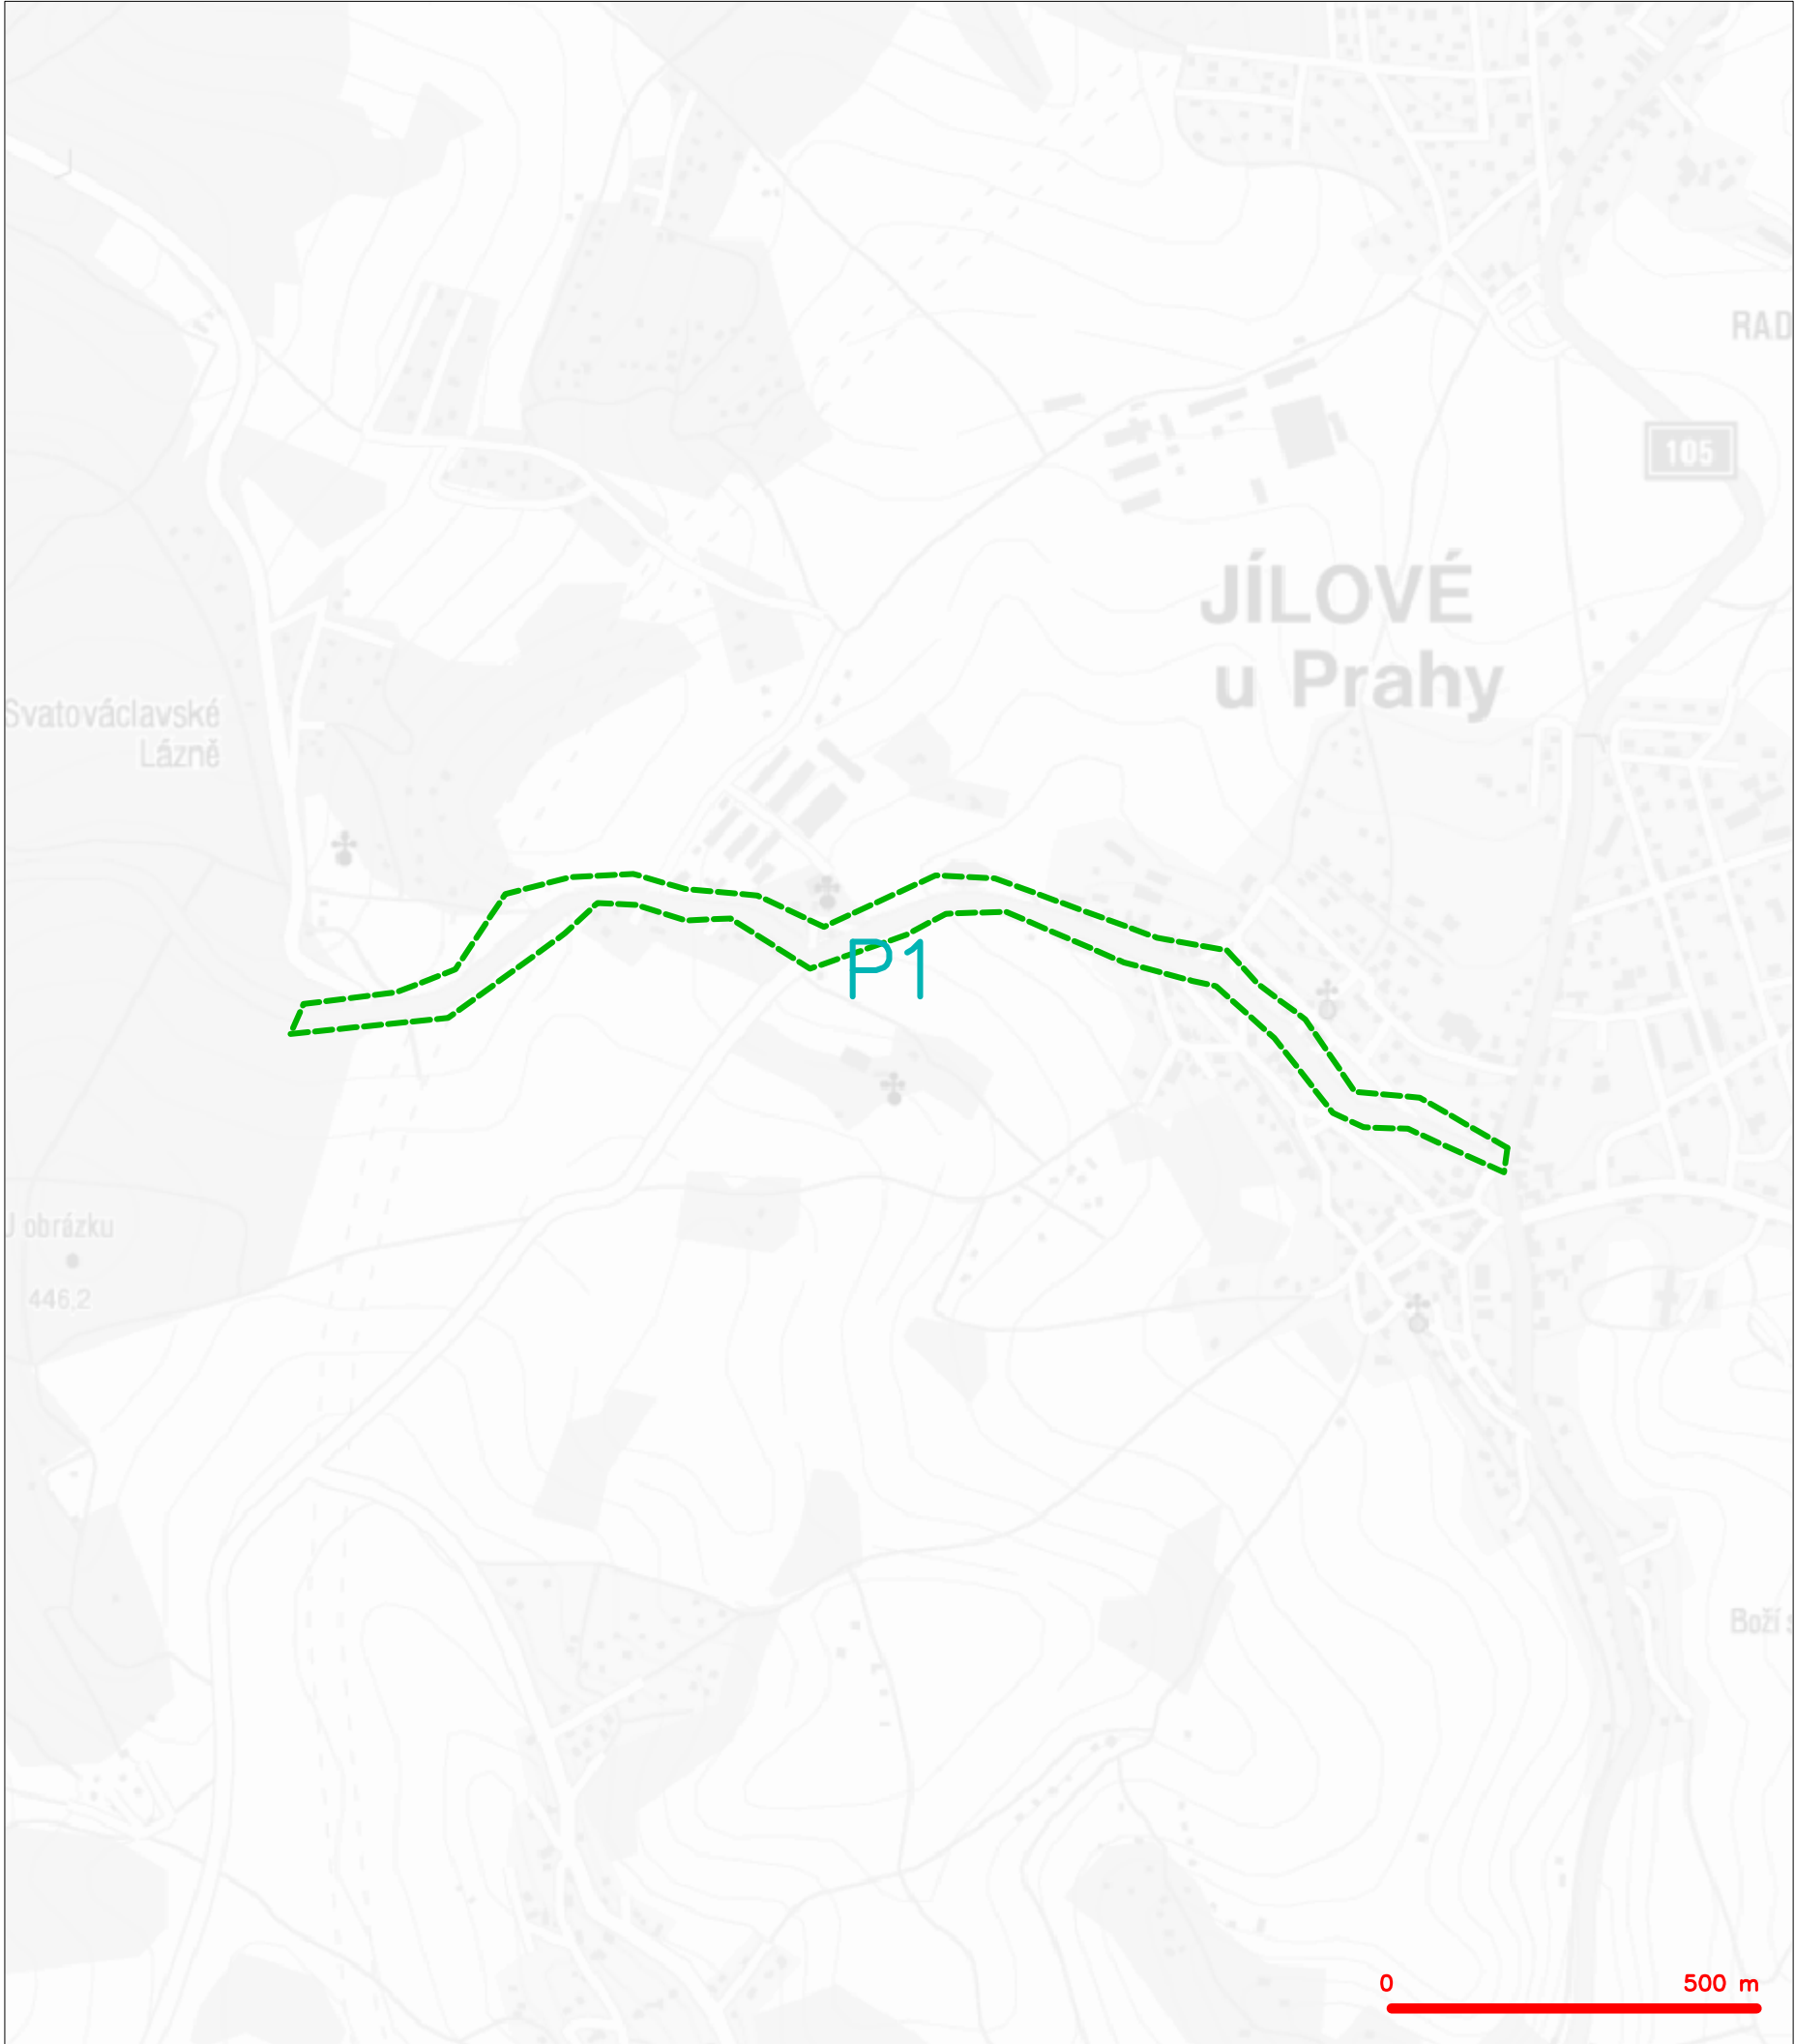 RAD
105
JÍLOVÉ
u Prahy
Svatováclavské
Lázně
P1
obrázku
446,2
Boží
0 500 m